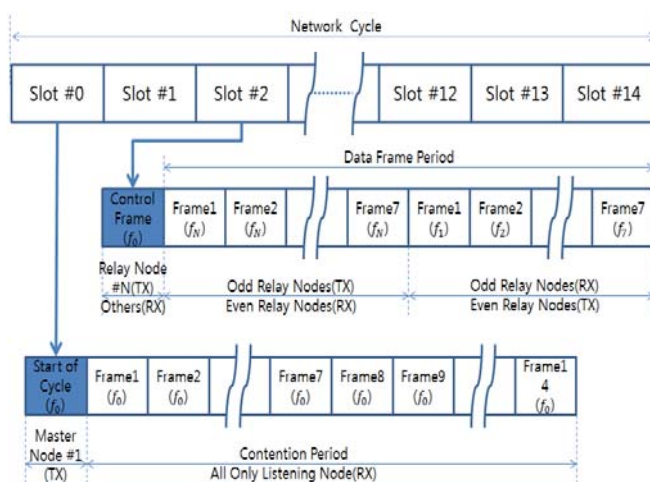 Network Cycle
Slot #0 Slot #1 Slot #2 Slot #12 Slot #13 Slot #14
Data Frame Period
Control Frame (f₀)
Frame1 (f_N) Frame2 (f_N) Frame7 (f_N) Frame1 (f₁) Frame2 (f₂) Frame7 (f₇)
Relay Node #N(TX) Others(RX)
Odd Relay Nodes(TX) Even Relay Nodes(RX)
Odd Relay Nodes(RX) Even Relay Nodes(TX)
Start of Cycle (f₀)
Frame1 (f₀) Frame2 (f₀) Frame7 (f₀) Frame8 (f₀) Frame9 (f₀) Frame1 4 (f₀)
Master Node #1 (TX)
Contention Period
All Only Listening Node(RX)